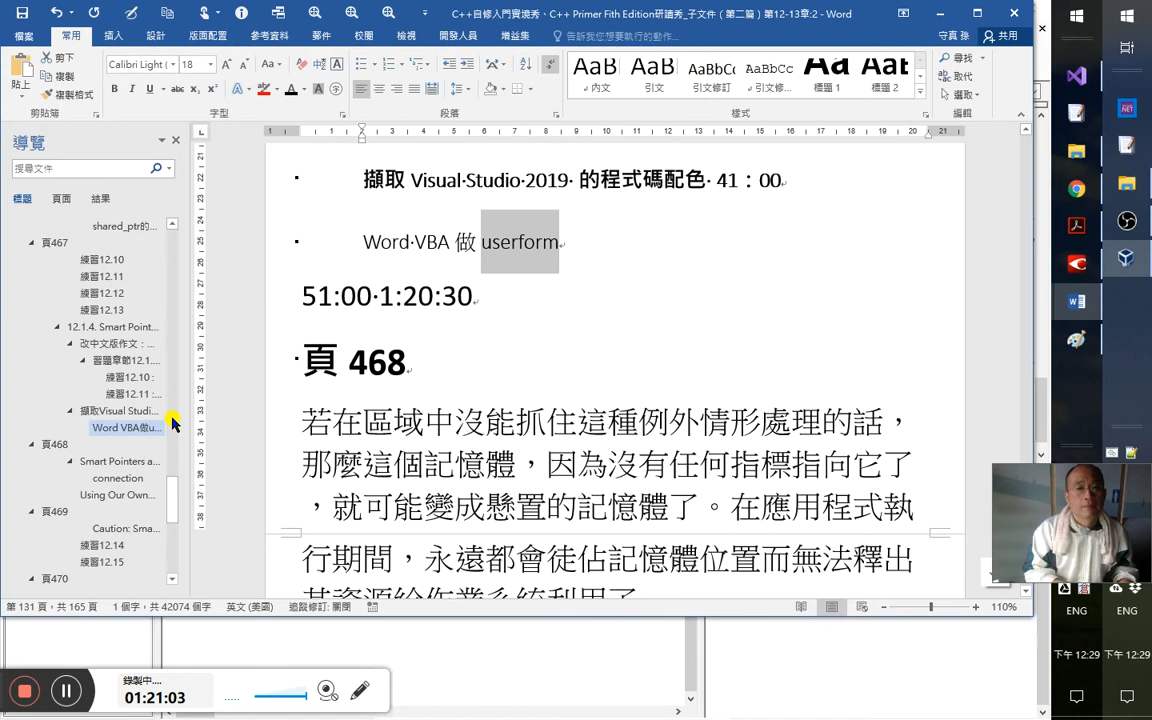 C++自修入門實境秀、C++ Primer Fith Edition研讀秀_子文件（第二篇）第12-13章:2 - Word
檔案 常用 插入 設計 版面配置 參考資料 郵件 校閱 檢視 開發人員 增益集 告訴我您想要執行的動作... 守真 孫 共用
貼上 剪下 複製 複製格式 剪貼簿
Calibri Light ( 18 字型
段落
AaB AaB AaBbC AaBbCc AaB AaB
內文 引文 引文修訂 引文修... 標題 1 標題 2 樣式
尋找 取代 選取 編輯
導覽
搜尋文件
標題 頁面 結果
shared_ptr的...
頁467
練習12.10
練習12.11
練習12.12
練習12.13
12.1.4. Smart Point...
改中文版作文：...
習題章節12.1....
練習12.10 :
練習12.11 :...
擷取Visual Studi...
Word VBA做u...
頁468
Smart Pointers a...
connection
Using Our Own...
頁469
Caution: Sma...
練習12.14
練習12.15
頁470
擷取 Visual·Studio·2019· 的程式碼配色· 41：00
Word·VBA 做 userform
51:00·1:20:30
頁 468
若在區域中沒能抓住這種例外情形處理的話，
那麼這個記憶體，因為沒有任何指標指向它了
，就可能變成懸置的記憶體了。在應用程式執
行期間，永遠都會徒佔記憶體位置而無法釋出
第 131 頁，共 165 頁 1 個字，共 42074 個字 英文 (美國) 追蹤修訂: 關閉 110%
錄製中....
01:21:03
ENG ENG
下午 12:29 下午 12:29